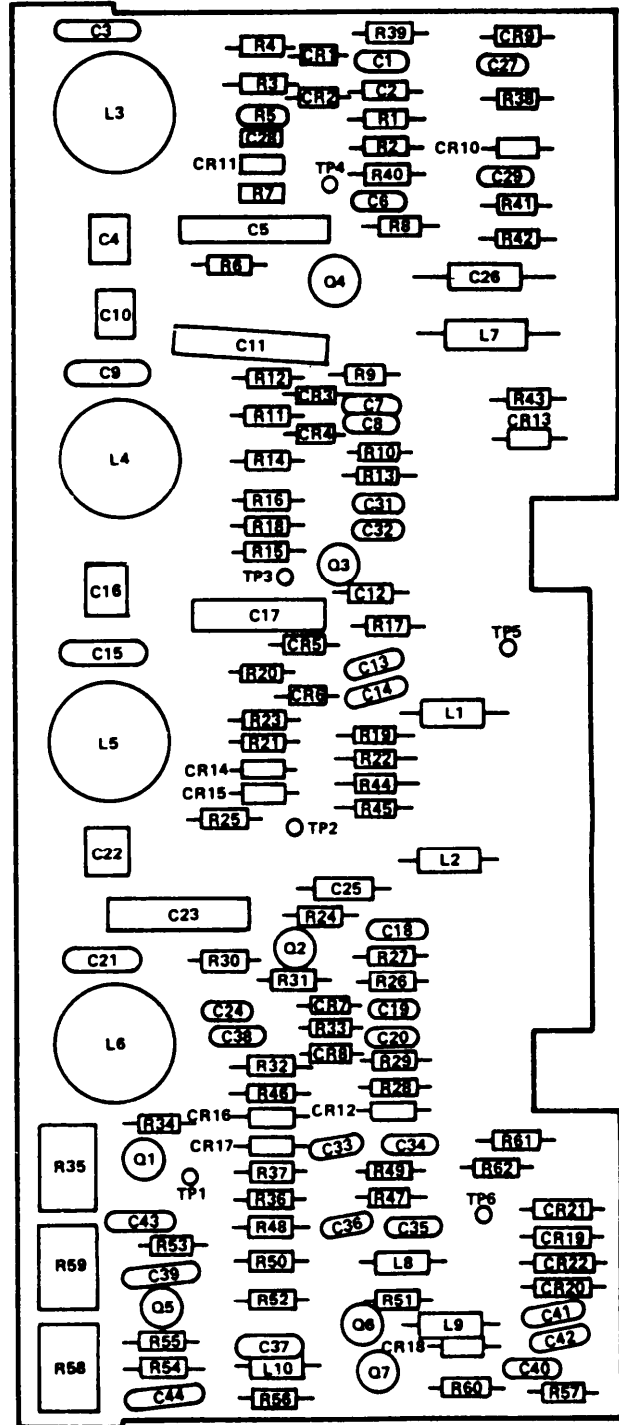 C3 R39 CR9
R4 CR1 C1 C27
L3 R3 CR2 C2 R38
R5 R1
C28 R2 CR10
CR11 TP4 R40 C29
R7 C6 R41
C4 C5 R8 R42
R6 Q4 C26
C10
C11 L7
C9 R12 R9
CR3 C7 R43
R11 C8 CR13
CR4
L4 R14 R10
R13
R16 C31
R18 C32
R15 Q3
C16 TP3 C12
C17 R17
C15 CR5 TP5
R20 C13
CR6 C14
R23 L1
L5 R21 R19
CR14 R22
CR15 R44
R25 TP2 R45
C22 L2
C25
C23 R24 C18
C21 R30 Q2 R27
R31 R26
C24 CR7 C19
C38 R33 C20
L6 CR8 R29
R32
R46 R28
CR16 CR12
R34
Q1 CR17 C33 C34 R61
R35 R37 R49 R62
TP1 R36 R47 TP6
C43 R48 C36 C35 CR21
R53 CR19
R59 C39 R50 L8 CR22
CR20
Q5 R52 R51 C41
Q6 L9
R55 C37 CR18 C42
R58 R54 L10 Q7 C40
C44 R56 R60 R57